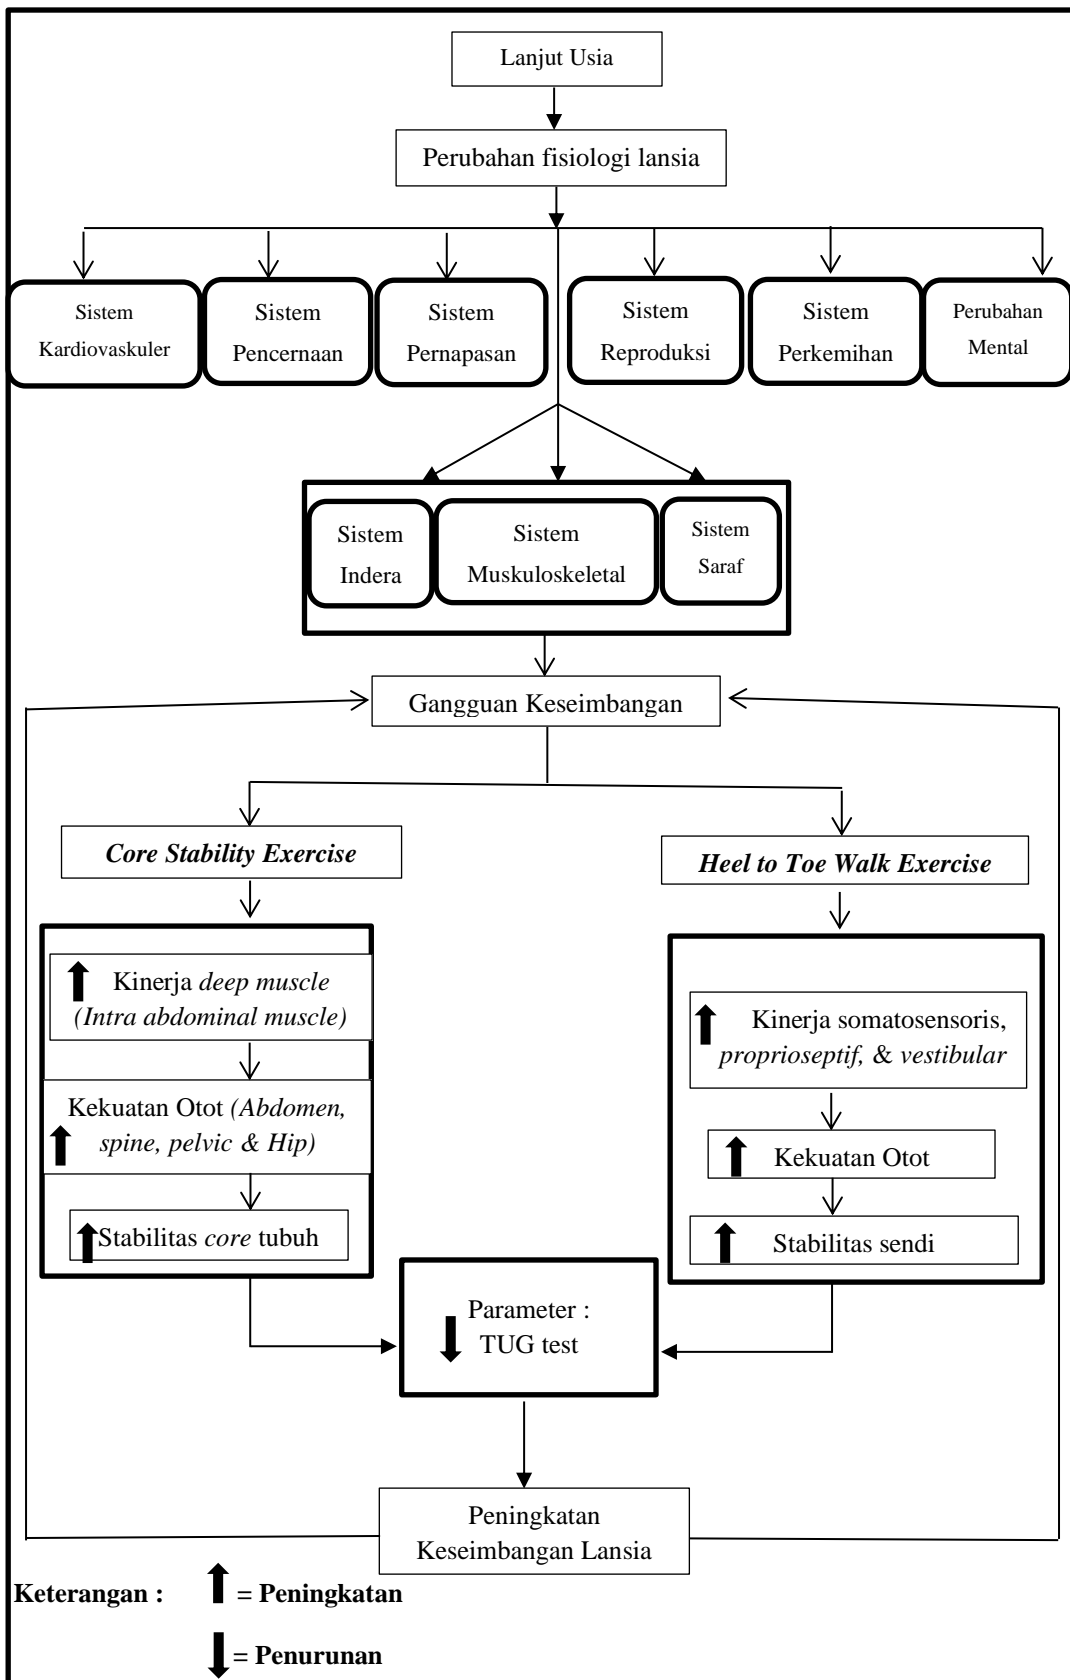 Lanjut Usia
Perubahan fisiologi lansia
Sistem
Kardiovaskuler
Sistem
Pencernaan
Sistem
Pernapasan
Sistem
Reproduksi
Sistem
Perkemihan
Perubahan
Mental
Sistem
Indera
Sistem
Muskuloskeletal
Sistem
Saraf
Gangguan Keseimbangan
Core Stability Exercise
Heel to Toe Walk Exercise
Kinerja deep muscle
(Intra abdominal muscle)
Kekuatan Otot (Abdomen,
spine, pelvic & Hip)
Stabilitas core tubuh
Kinerja somatosensoris,
proprioseptif, & vestibular
Kekuatan Otot
Stabilitas sendi
Parameter :
TUG test
Peningkatan
Keseimbangan Lansia
Keterangan : = Peningkatan
= Penurunan